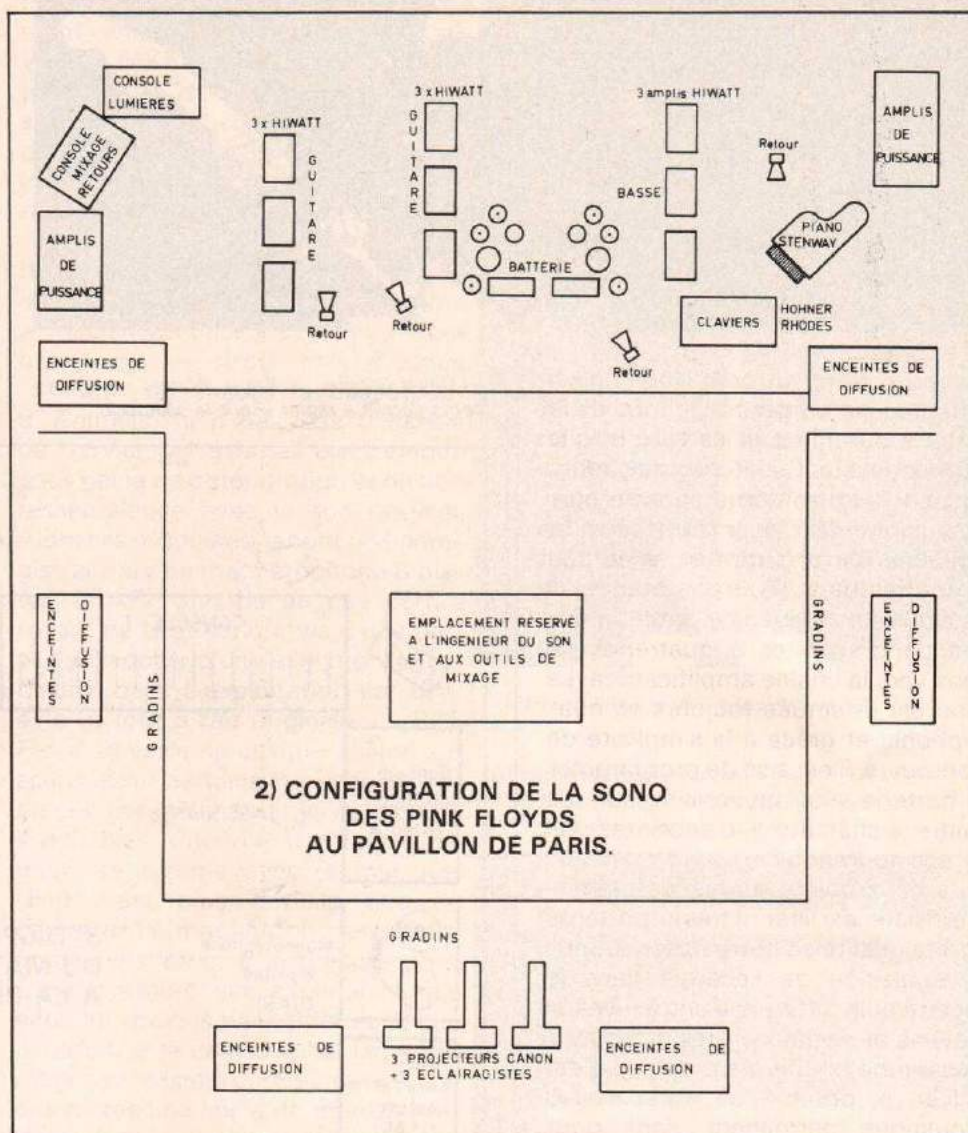 CONSOLE
LUMIERES
CONSOLE
MIXAGE
RETOURS
AMPLIS
DE
PUISSANCE
3 x HIWATT
GUITARE
3 x HIWATT
GUITARE
3 amplis HIWATT
BASSE
BATTERIE
Retour
Retour
Retour
Retour
AMPLIS
DE
PUISSANCE
PIANO
STENWAY
CLAVIERS
HOHNER
RHODES
ENCEINTES DE
DIFFUSION
ENCEINTES DE
DIFFUSION
ENCEINTES
DIFFUSION
GRADINS
EMPLACEMENT RESERVÉ
A L'INGENIEUR DU SON
ET AUX OUTILS DE
MIXAGE
GRADINS
ENCEINTES
DIFFUSION
2) CONFIGURATION DE LA SONO
DES PINK FLOYDS
AU PAVILLON DE PARIS.
GRADINS
ENCEINTES DE
DIFFUSION
3 PROJECTEURS CANON
+ 3 ECLAIRAGISTES
ENCEINTES DE
DIFFUSION